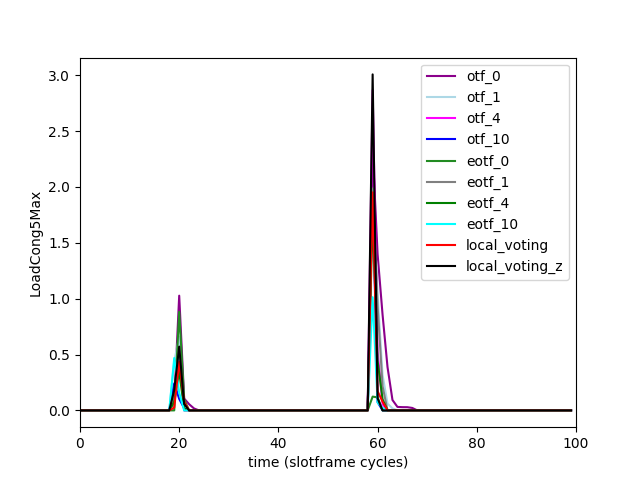 LoadCong5Max
3.0
2.5
2.0
1.5
1.0
0.5
0.0
0 20 40 60 80 100
time (slotframe cycles)
otf_0
otf_1
otf_4
otf_10
eotf_0
eotf_1
eotf_4
eotf_10
local_voting
local_voting_z